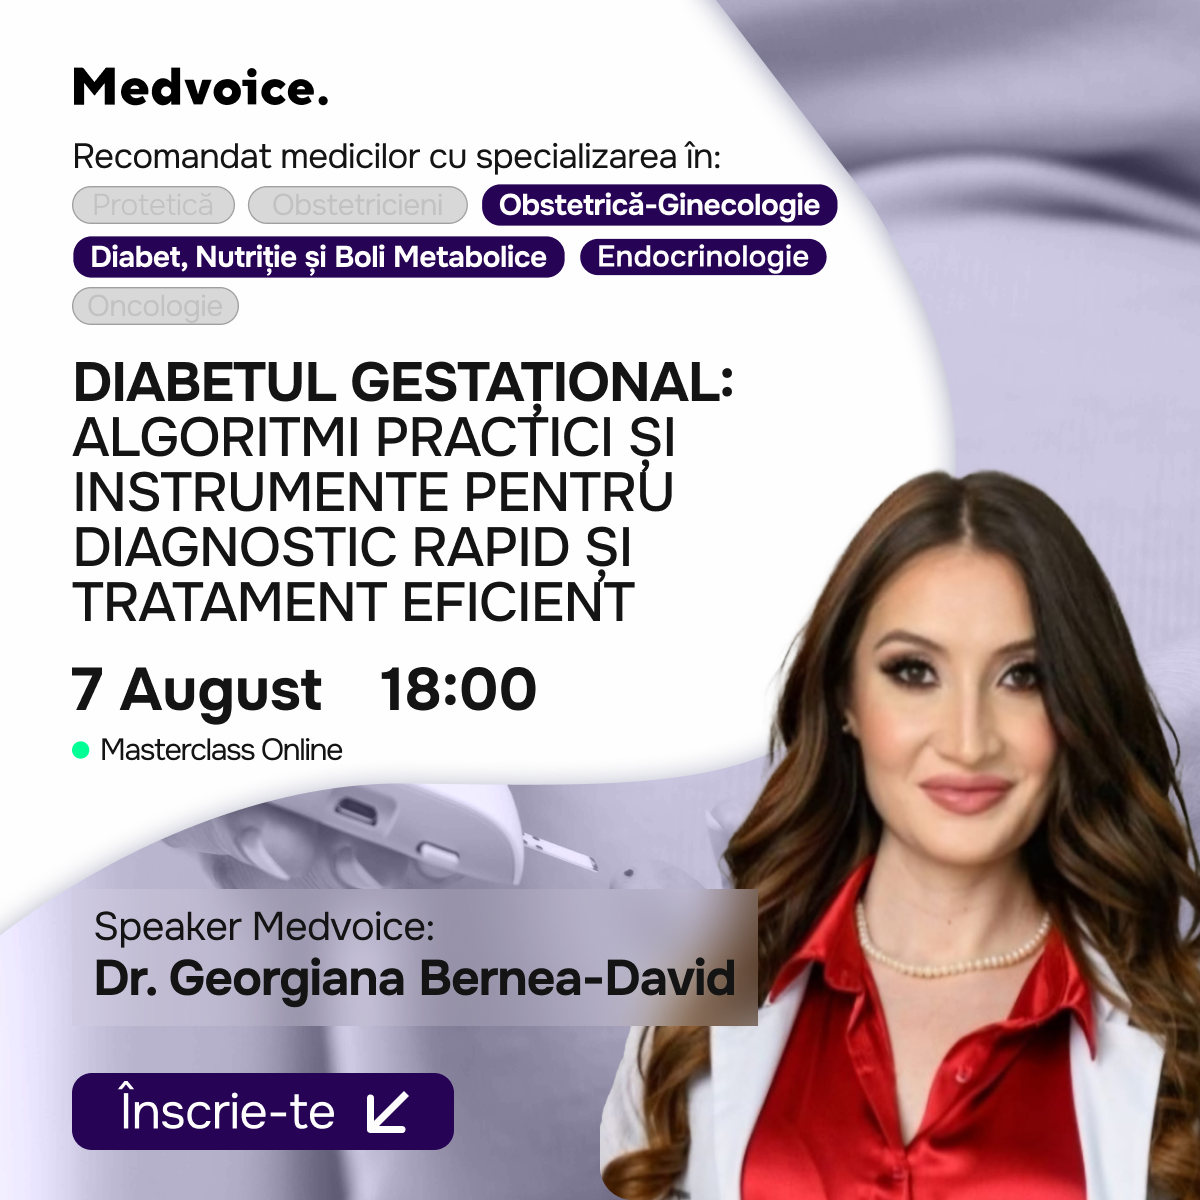 Medvoice.
Recomandat medicilor cu specializarea în:
Protetică Obstetricieni Obstetrică-Ginecologie
Diabet, Nutriție și Boli Metabolice Endocrinologie
Oncologie
DIABETUL GESTAȚIONAL:
ALGORITMI PRACTICI ȘI
INSTRUMENTE PENTRU
DIAGNOSTIC RAPID ȘI
TRATAMENT EFICIENT
7 August 18:00
Masterclass Online
Speaker Medvoice:
Dr. Georgiana Bernea-David
Înscrie-te